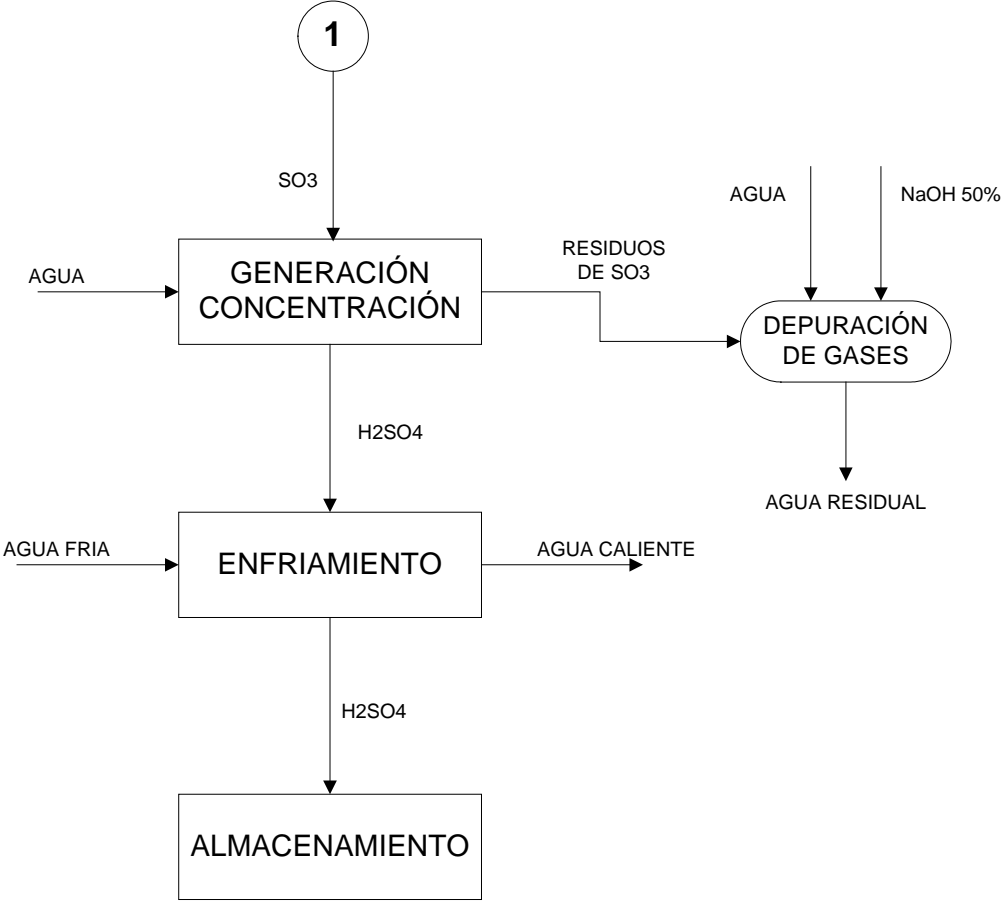 1
SO3
AGUA
NaOH 50%
RESIDUOS
DE SO3
AGUA
GENERACIÓN
CONCENTRACIÓN
DEPURACIÓN
DE GASES
H2SO4
AGUA RESIDUAL
AGUA FRIA
ENFRIAMIENTO
AGUA CALIENTE
H2SO4
ALMACENAMIENTO